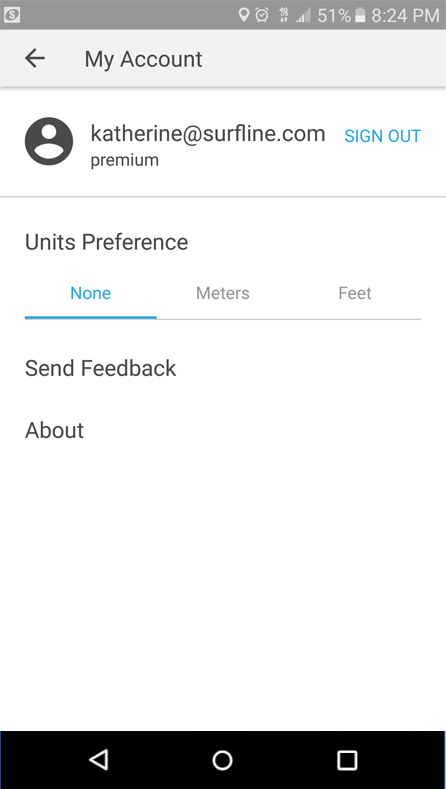 S 4G 51% 8:24 PM
My Account
katherine@surfline.com SIGN OUT
premium
Units Preference
None Meters Feet
Send Feedback
About